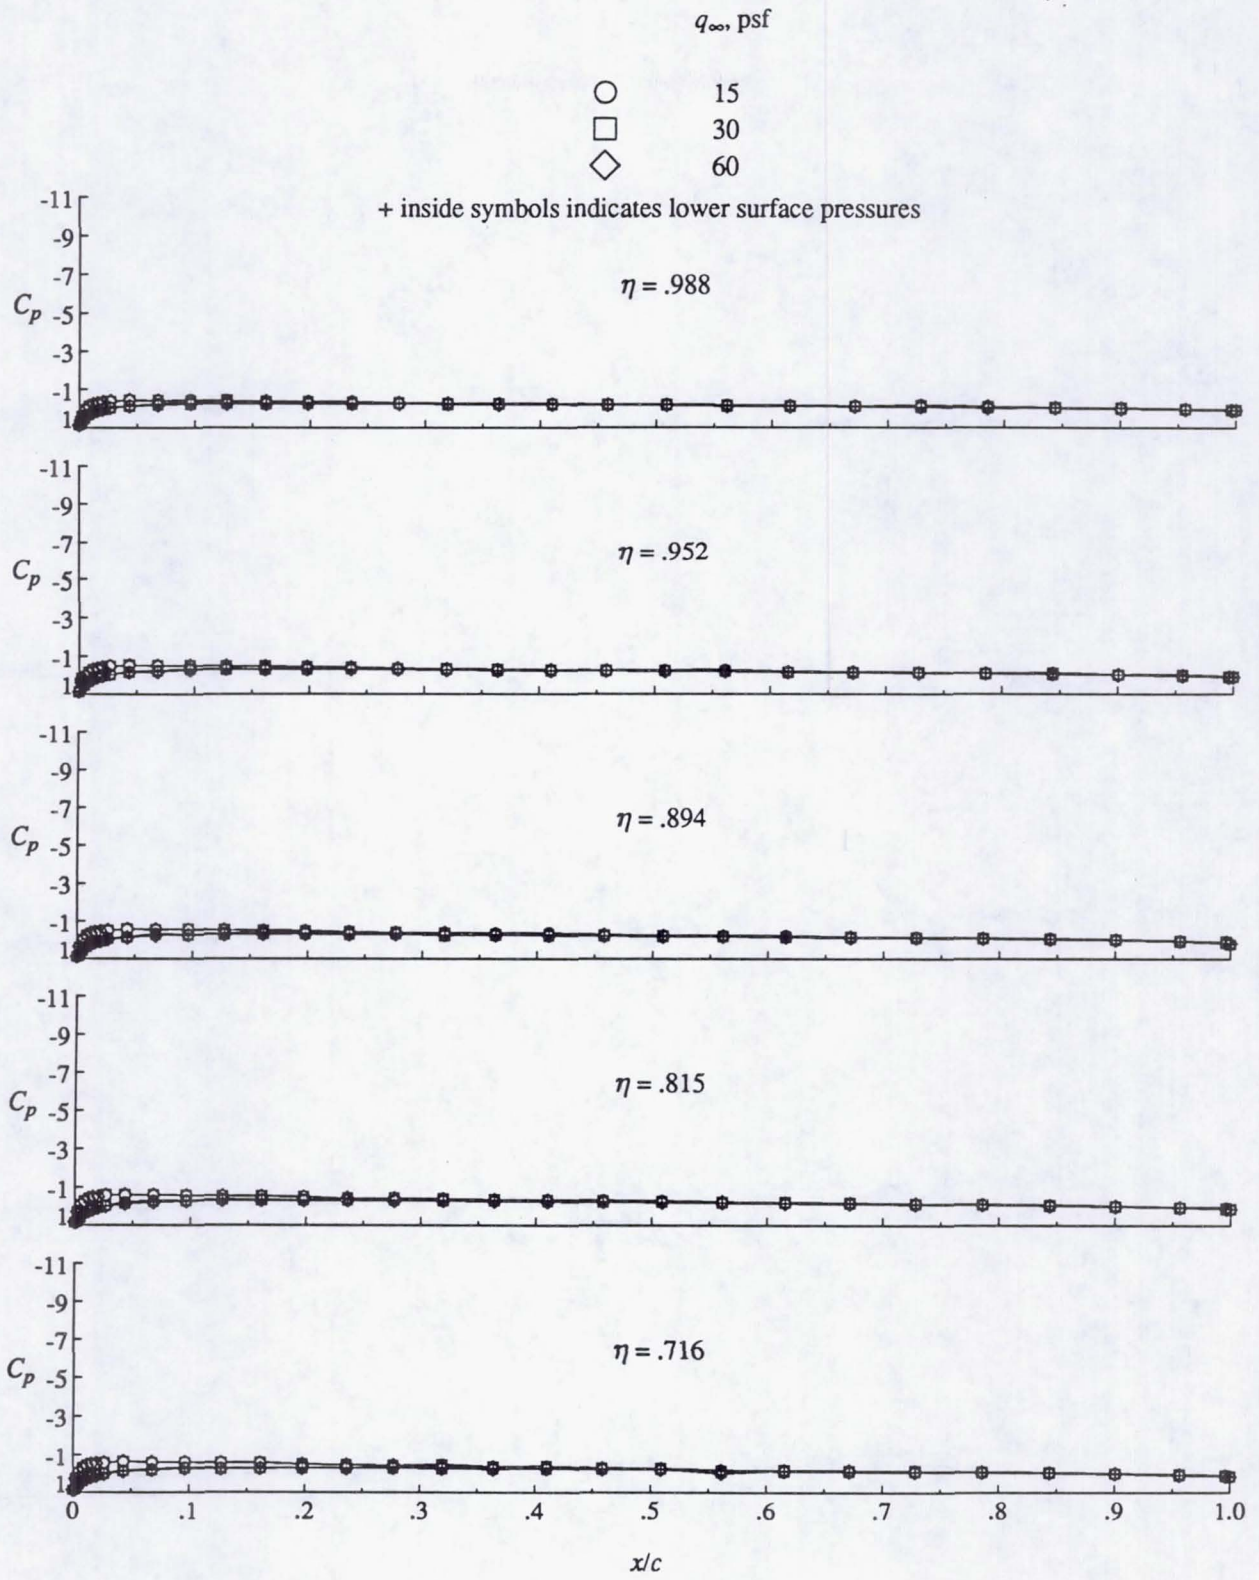 q∞, psf
15
30
60
+ inside symbols indicates lower surface pressures
-11
-9
-7
η = .988
Cp -5
-3
-1
1
-11
-9
-7
η = .952
Cp -5
-3
-1
1
-11
-9
-7
η = .894
Cp -5
-3
-1
1
-11
-9
-7
η = .815
Cp -5
-3
-1
1
-11
-9
-7
η = .716
Cp -5
-3
-1
1
0 .1 .2 .3 .4 .5 .6 .7 .8 .9 1.0
x/c